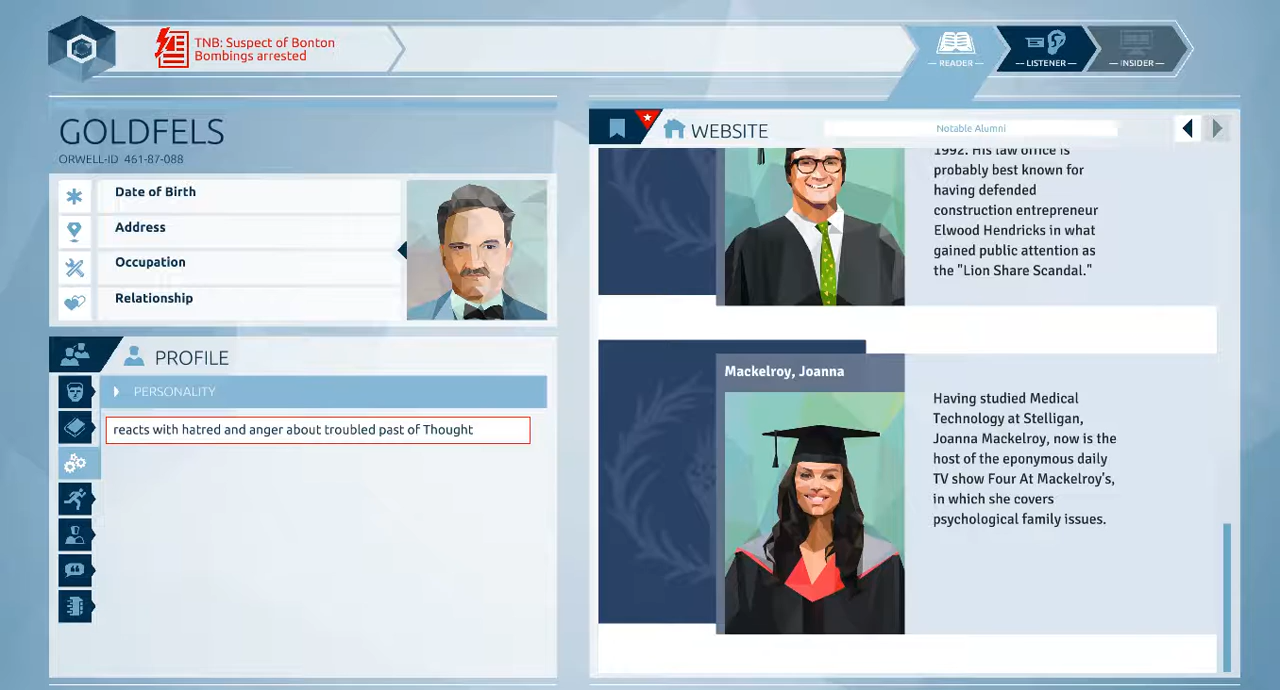 TNB: Suspect of Bonton
Bombings arrested
— READER —
— LISTENER —
— INSIDER —
GOLDFELS
ORWELL-ID 461-87-088
Date of Birth
Address
Occupation
Relationship
PROFILE
PERSONALITY
reacts with hatred and anger about troubled past of Thought
WEBSITE
Notable Alumni
1992. His law office is
probably best known for
having defended
construction entrepreneur
Elwood Hendricks in what
gained public attention as
the "Lion Share Scandal."
Mackelroy, Joanna
Having studied Medical
Technology at Stelligan,
Joanna Mackelroy, now is the
host of the eponymous daily
TV show Four At Mackelroy's,
in which she covers
psychological family issues.